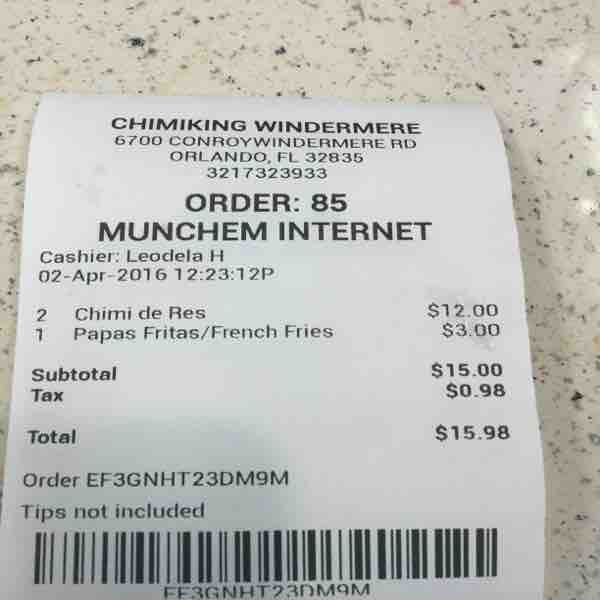 CHIMIKING WINDERMERE
6700 CONROYWINDERMERE RD
ORLANDO, FL 32835
3217323933
ORDER: 85
MUNCHEM INTERNET
Cashier: Leodela H
02-Apr-2016 12:23:12P
2 Chimi de Res $12.00
1 Papas Fritas/French Fries $3.00
Subtotal $15.00
Tax $0.98
Total $15.98
Order EF3GNHT23DM9M
Tips not included
EF3GNHT23DM9M